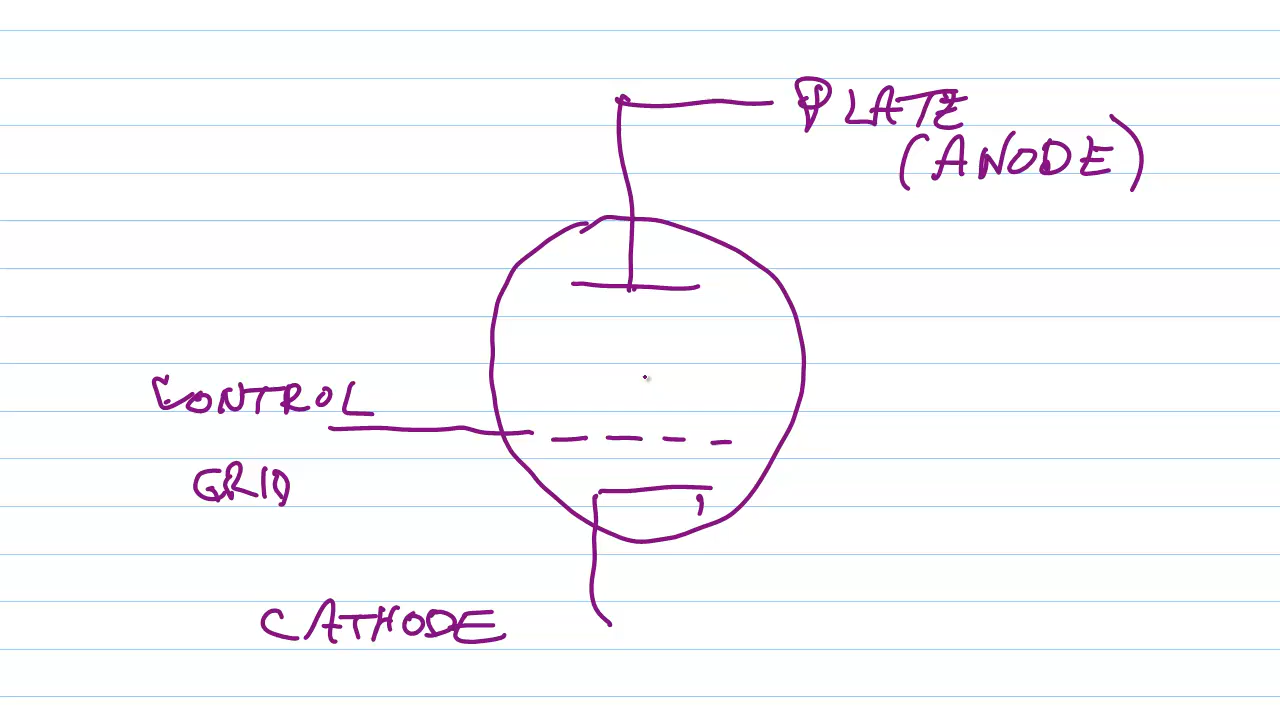 PLATE
(ANODE)
CONTROL
GRID
CATHODE